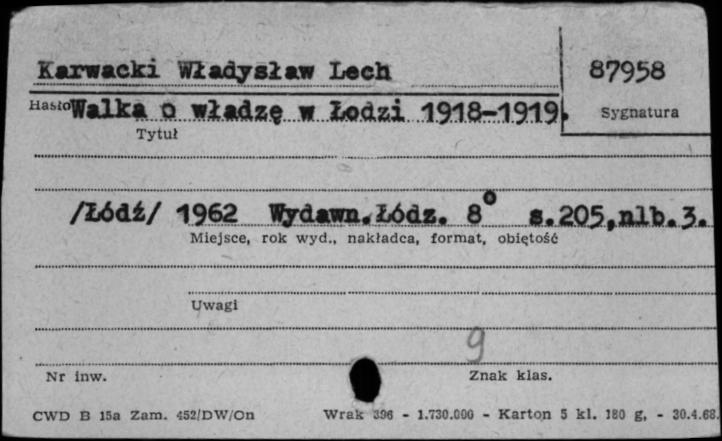 Karwacki Władysław Lech
87958
Hasło Walka o władzę w Łodzi 1918-1919.
Sygnatura
Tytuł
/Łódź/ 1962 Wydawn.Łódz. 8° s.205,nlb.3.
Miejsce, rok wyd., nakładca, format, obiętość
Uwagi
9
Nr inw.
Znak klas.
CWD B 15a Zam. 452/DW/On
Wrak 396 - 1.730.000 - Karton 5 kl. 180 g, - 30.4.68.